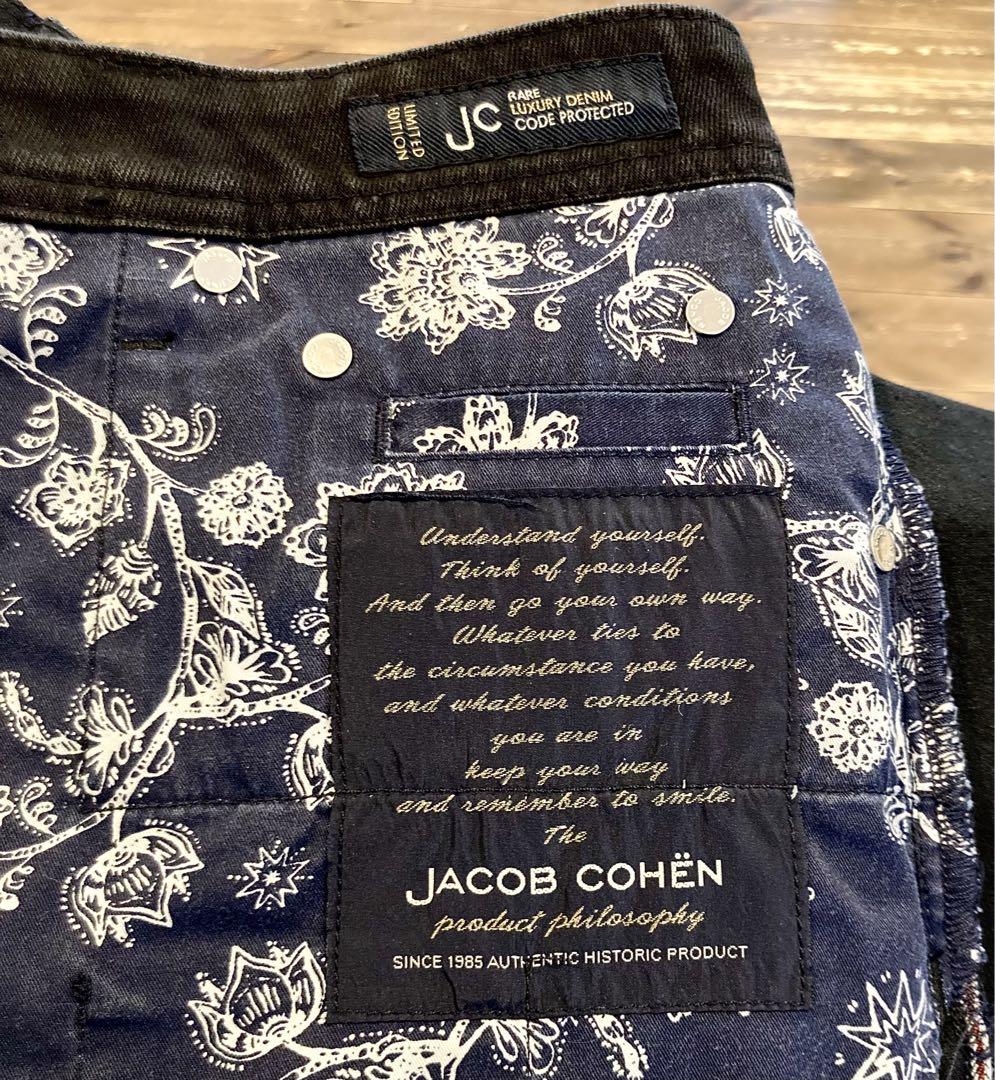 LIMITED
EDITION
JC
RARE
LUXURY DENIM
CODE PROTECTED
Understand yourself.
Think of yourself.
And then go your own way.
Whatever ties to
the circumstance you have,
and whatever conditions
you are in
keep your way
and remember to smile.
The
JACOB COHËN
product philosophy
SINCE 1985 AUTHENTIC HISTORIC PRODUCT